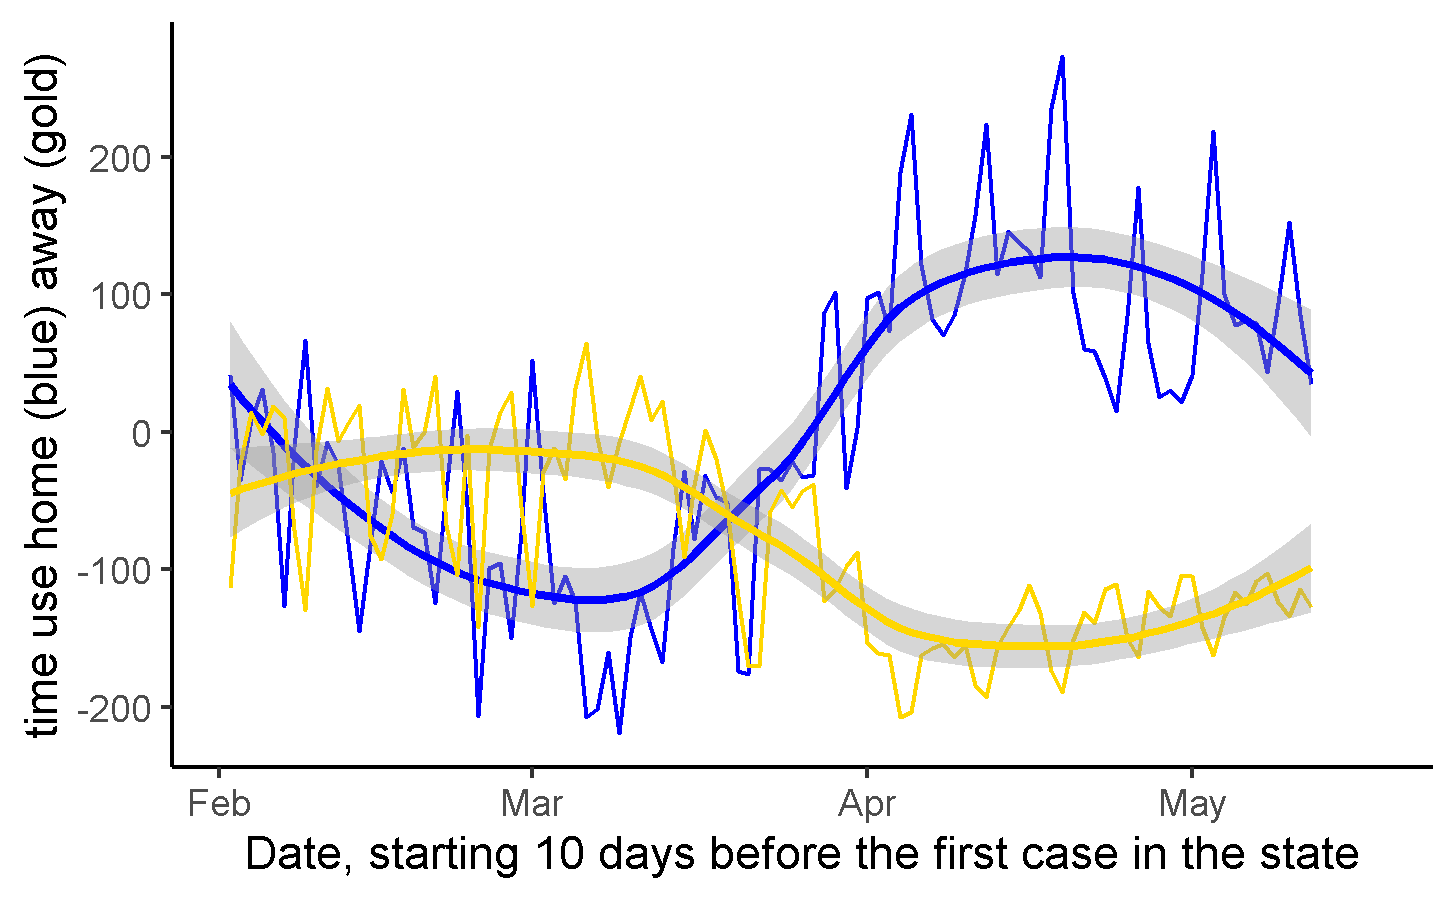 time use home (blue) away (gold)
200
100
0
-100
-200
Feb Mar Apr May
Date, starting 10 days before the first case in the state